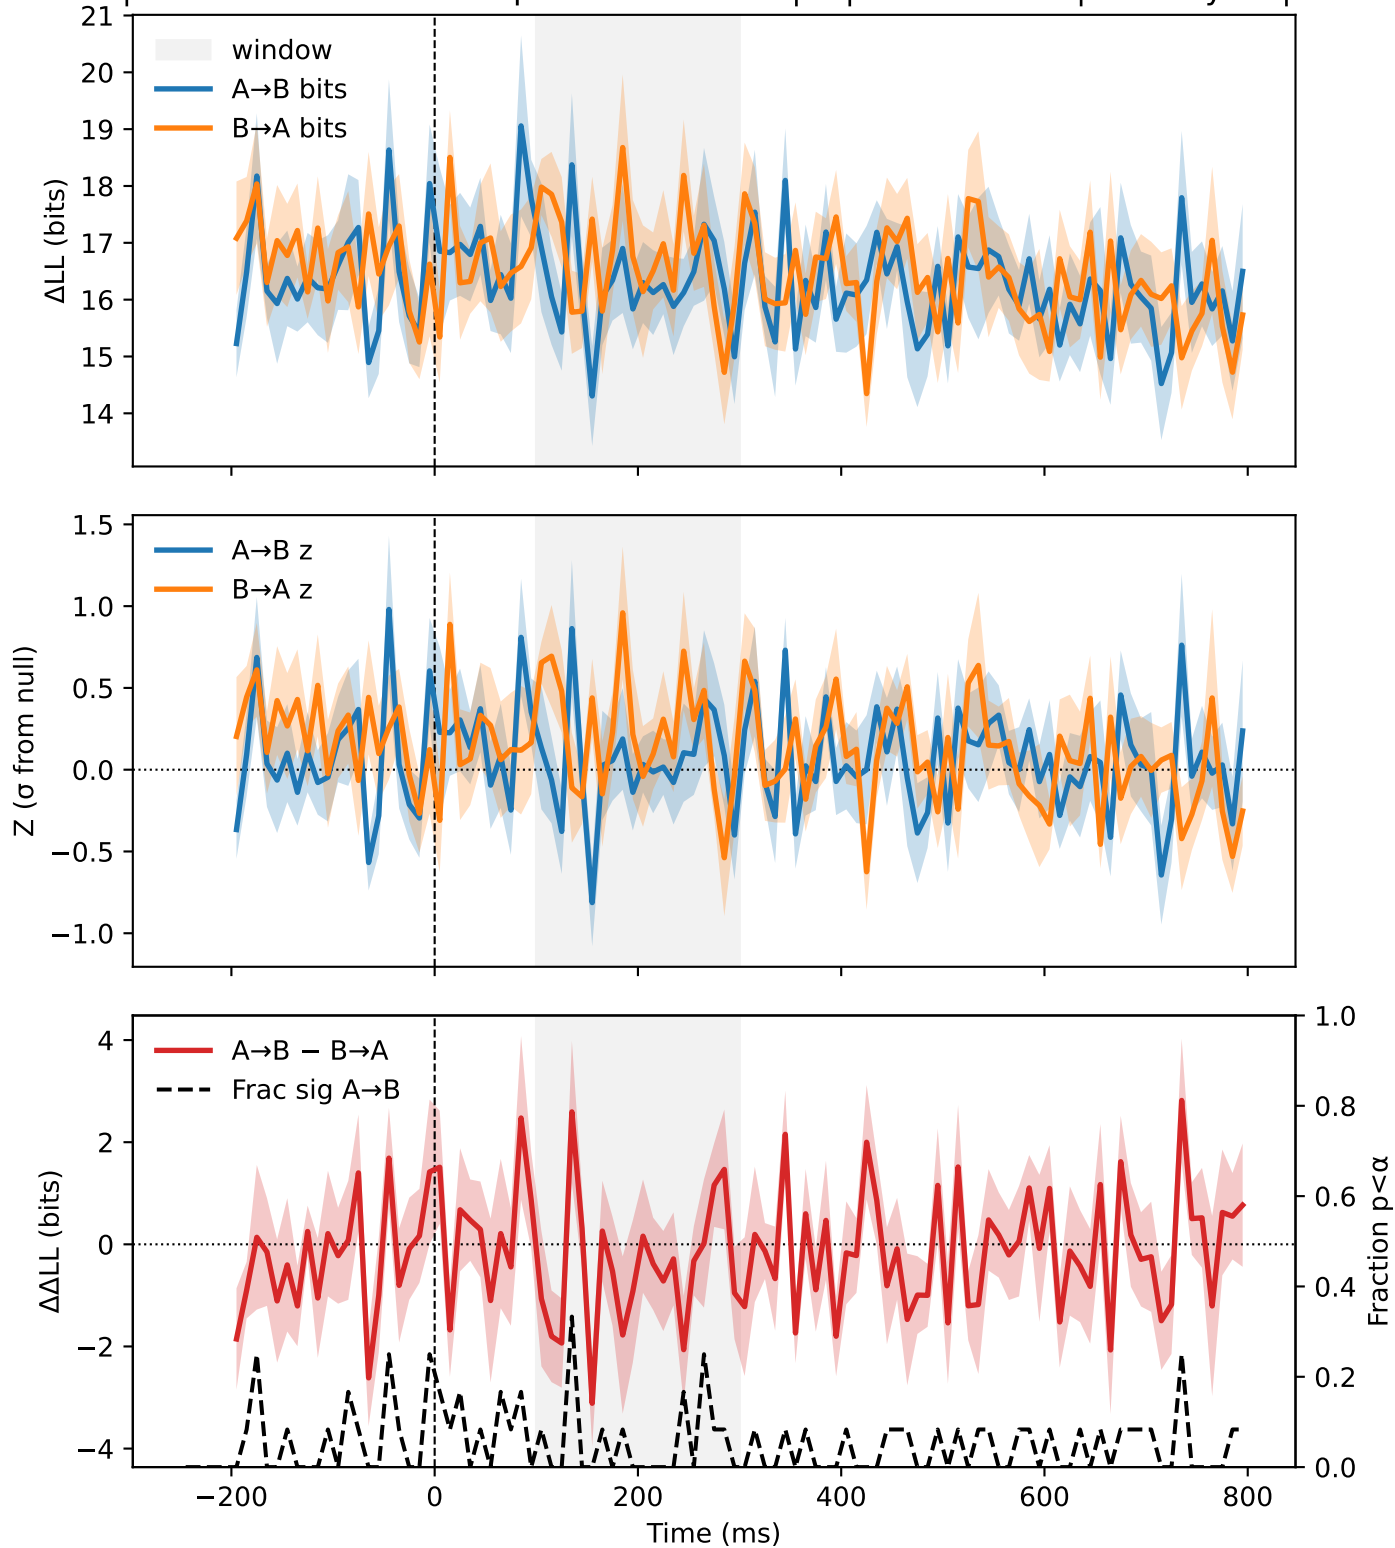 21
20
19
18
17
16
15
14
ΔLL (bits)
window
A→B bits
B→A bits
1.5
1.0
0.5
0.0
−0.5
−1.0
Z (σ from null)
A→B z
B→A z
4
2
0
−2
−4
ΔΔLL (bits)
A→B − B→A
Frac sig A→B
1.0
0.8
0.6
0.4
0.2
0.0
Fraction p<α
−200 0 200 400 600 800
Time (ms)